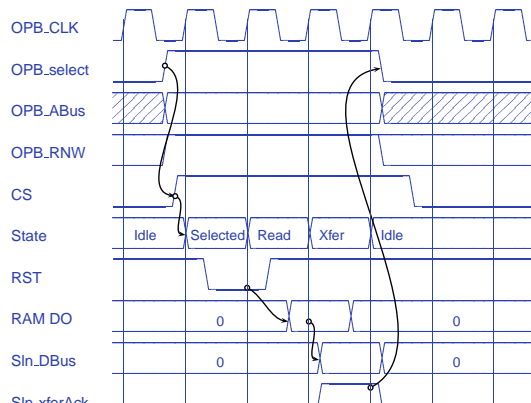 OPB_CLK
OPB_select
OPB_ABus
OPB_RNW
CS
State Idle Selected Read Xfer Idle
RST
RAM DO 0 0
Sln_DBus 0 0
Sln_xferAck